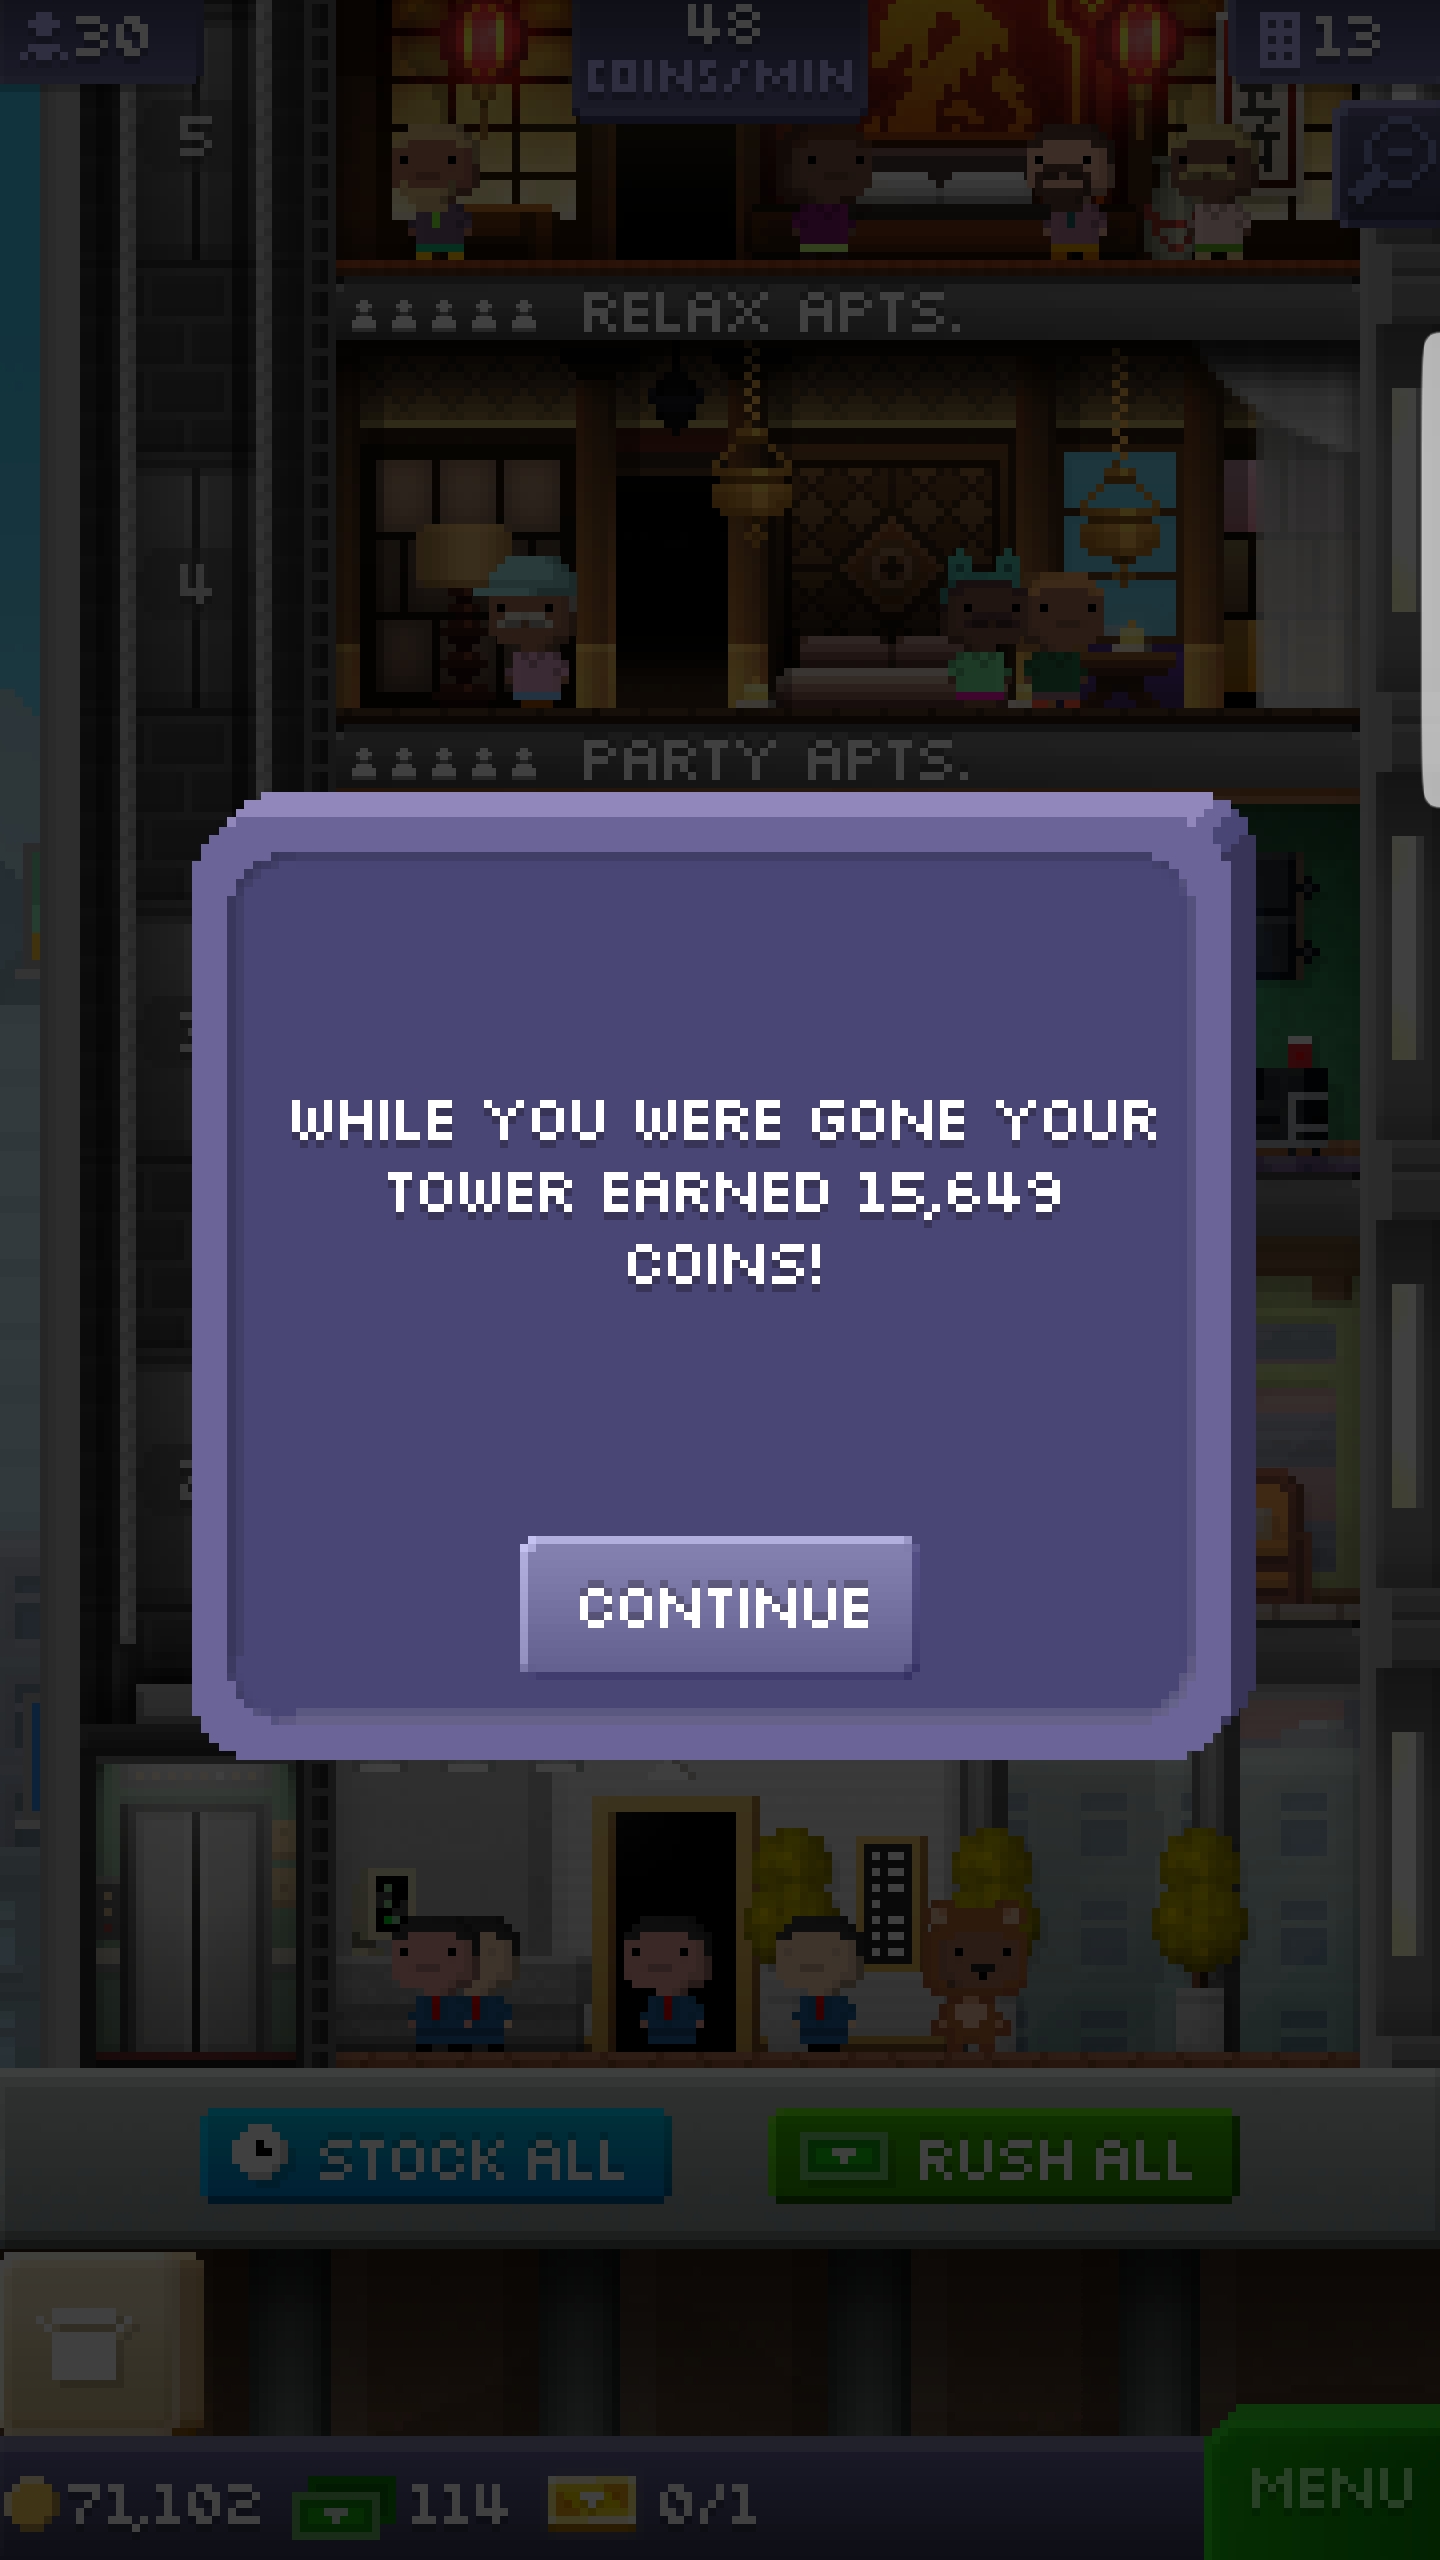 30
48
COINS/MIN
13
5
RELAX APTS.
4
PARTY APTS.
WHILE YOU WERE GONE YOUR
TOWER EARNED 15,649
COINS!
CONTINUE
STOCK ALL
RUSH ALL
71,102
114
0/1
MENU